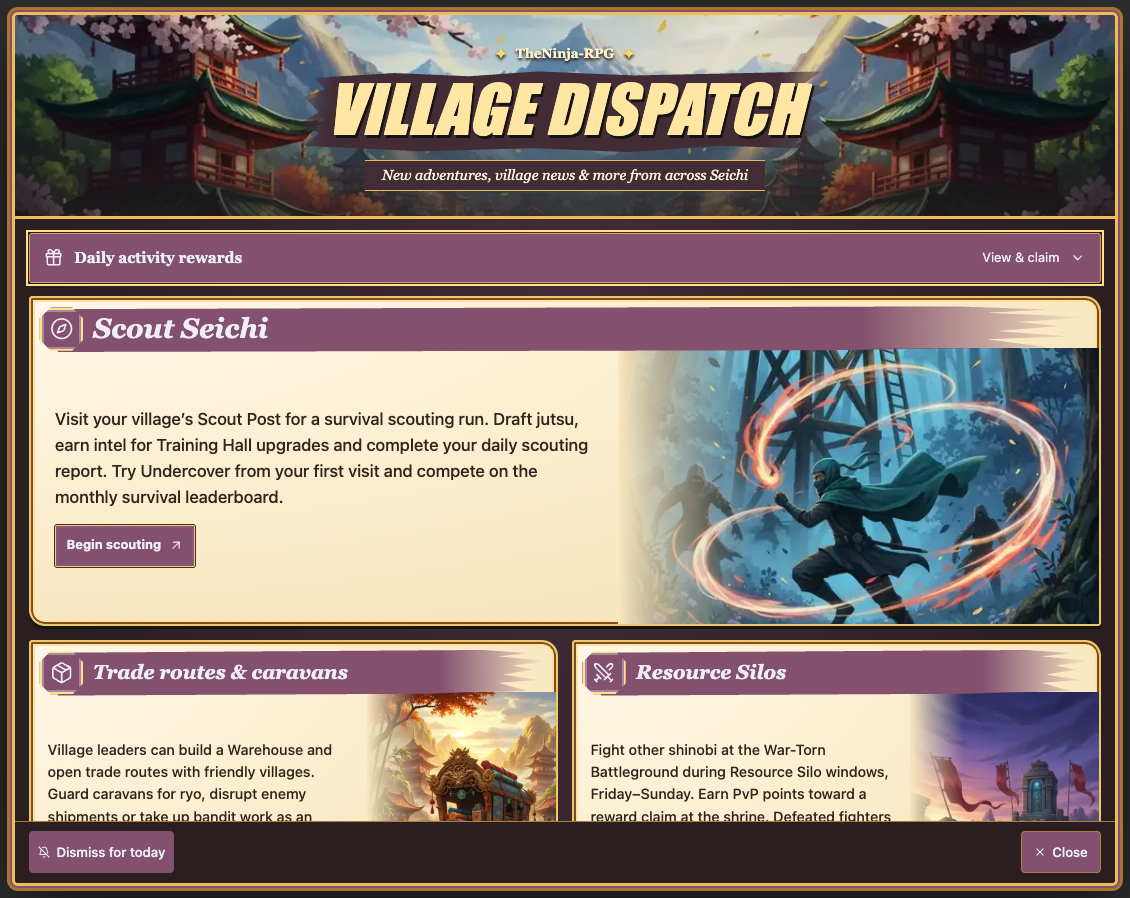 TheNinja-RPG
VILLAGE DISPATCH
New adventures, village news & more from across Seichi
Daily activity rewards
View & claim
Scout Seichi
Visit your village’s Scout Post for a survival scouting run. Draft jutsu,
earn intel for Training Hall upgrades and complete your daily scouting
report. Try Undercover from your first visit and compete on the
monthly survival leaderboard.
Begin scouting
Trade routes & caravans
Village leaders can build a Warehouse and
open trade routes with friendly villages.
Guard caravans for ryo, disrupt enemy
shipments or take up bandit work as an
Resource Silos
Fight other shinobi at the War-Torn
Battleground during Resource Silo windows,
Friday–Sunday. Earn PvP points toward a
reward claim at the shrine. Defeated fighters
Dismiss for today
Close